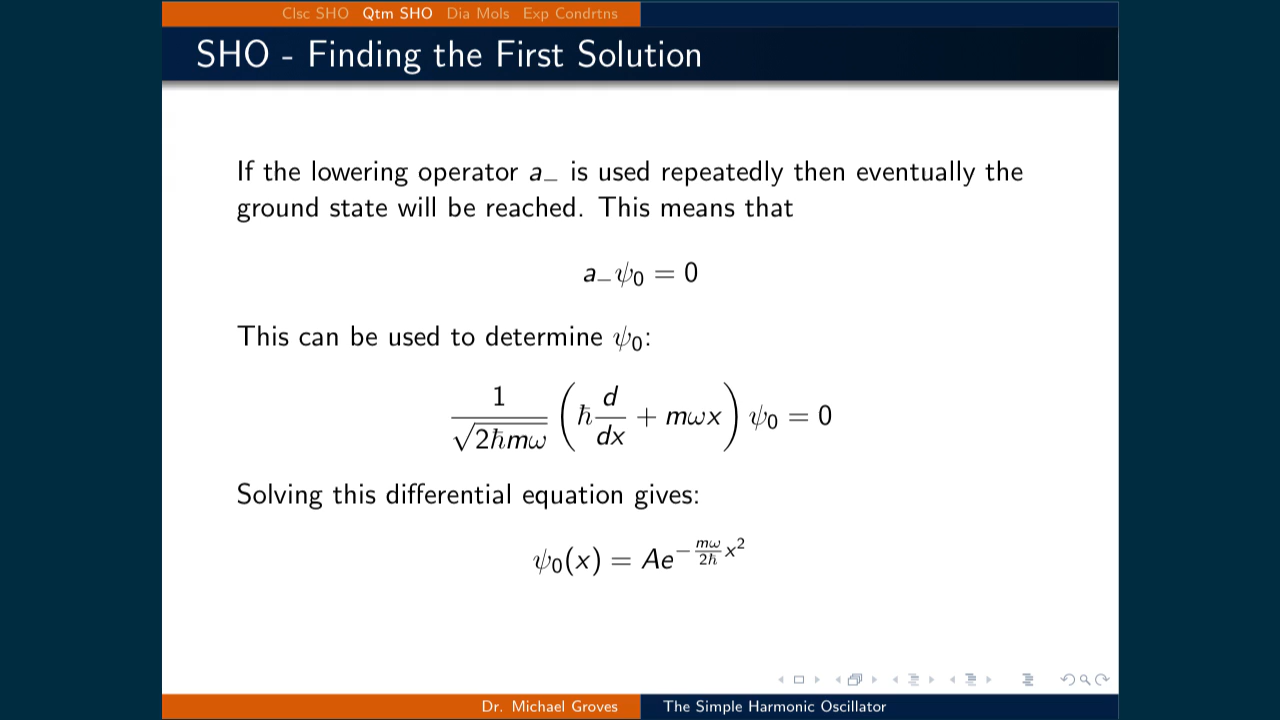 Clsc SHO Qtm SHO Dia Mols Exp Condrtns
SHO - Finding the First Solution
If the lowering operator a₋ is used repeatedly then eventually the
ground state will be reached. This means that
a₋ψ₀ = 0
This can be used to determine ψ₀:
1/√(2ℏmω) (ℏ d/dx + mωx) ψ₀ = 0
Solving this differential equation gives:
ψ₀(x) = Ae^(−(mω/2ℏ)x²)
Dr. Michael Groves The Simple Harmonic Oscillator